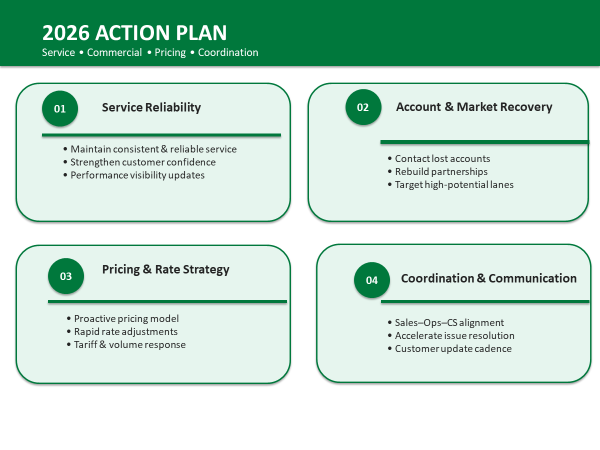 2026 ACTION PLAN
Service • Commercial • Pricing • Coordination
01
Service Reliability
• Maintain consistent & reliable service
• Strengthen customer confidence
• Performance visibility updates
02
Account & Market Recovery
• Contact lost accounts
• Rebuild partnerships
• Target high-potential lanes
03
Pricing & Rate Strategy
• Proactive pricing model
• Rapid rate adjustments
• Tariff & volume response
04
Coordination & Communication
• Sales–Ops–CS alignment
• Accelerate issue resolution
• Customer update cadence